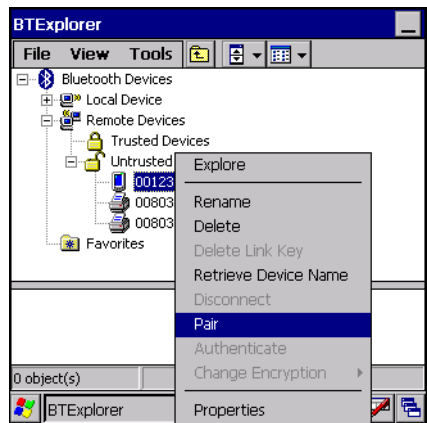 BTExplorer
File View Tools
Bluetooth Devices
Local Device
Remote Devices
Trusted Devices
Untrusted
00123
00803
00803
Favorites
Explore
Rename
Delete
Delete Link Key
Retrieve Device Name
Disconnect
Pair
Authenticate
Change Encryption
Properties
0 object(s)
BTExplorer